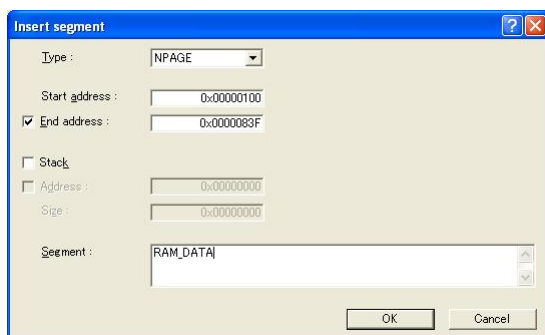 Insert segment
Type : NPAGE
Start address : 0x00000100
End address : 0x0000083F
Stack
Address : 0x00000000
Size : 0x00000000
Segment : RAM_DATA
OK Cancel